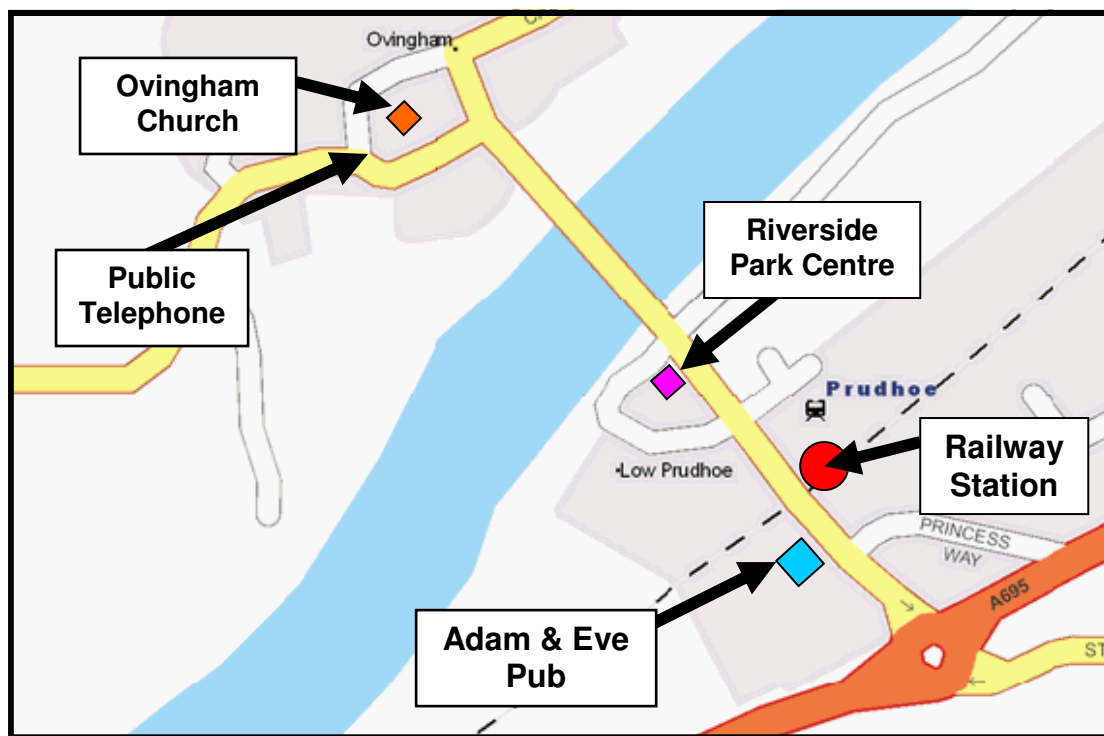 Ovingham
Ovingham
Church
Public
Telephone
Riverside
Park Centre
Prudhoe
Railway
Station
Low Prudhoe
PRINCESS
WAY
A695
Adam & Eve
Pub
ST